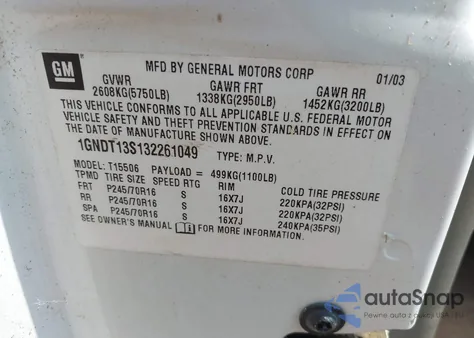 GM
MFD BY GENERAL MOTORS CORP 01/03
GVWR GAWR FRT GAWR RR
2608KG(5750LB) 1338KG(2950LB) 1452KG(3200LB)
THIS VEHICLE CONFORMS TO ALL APPLICABLE U.S. FEDERAL MOTOR
VEHICLE SAFETY AND THEFT PREVENTION STANDARDS IN EFFECT ON
THE DATE OF MANUFACTURE SHOWN ABOVE.
1GNDT13S132261049 TYPE: M.P.V.
MODEL: T15506 PAYLOAD = 499KG(1100LB)
TPMD TIRE SIZE SPEED RTG RIM COLD TIRE PRESSURE
FRT P245/70R16 S 16X7J 220KPA(32PSI)
RR P245/70R16 S 16X7J 220KPA(32PSI)
SPA P245/70R16 S 16X7J 240KPA(35PSI)
SEE OWNER'S MANUAL FOR MORE INFORMATION.
autoSnap
Pewne auto z paki USA